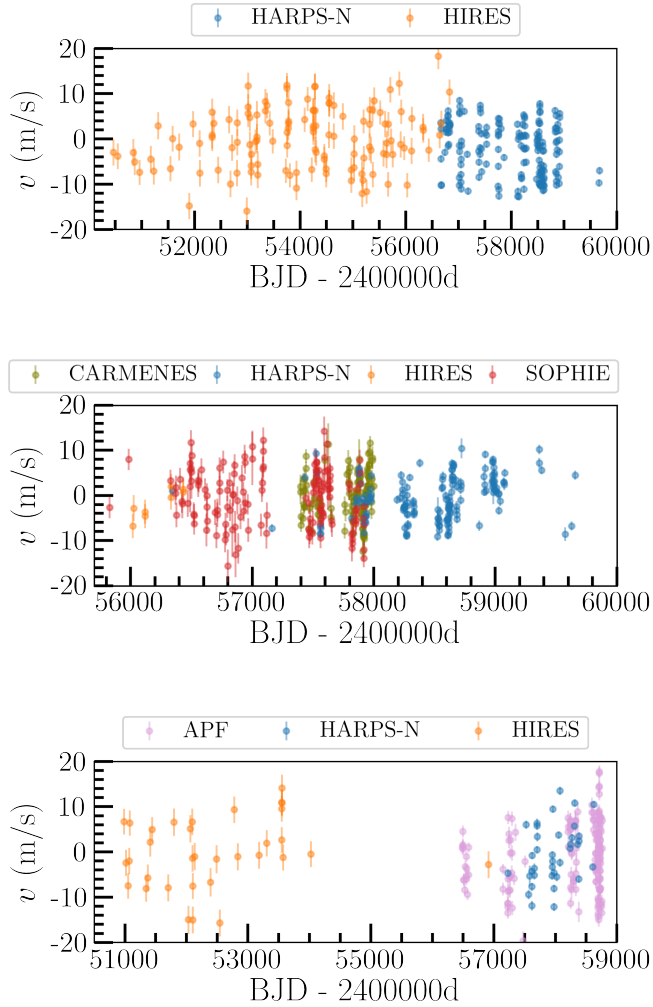 HARPS-N HIRES
20
10
0
-10
-20
v (m/s)
52000 54000 56000 58000 60000
BJD - 2400000d
CARMENES HARPS-N HIRES SOPHIE
20
10
0
-10
-20
v (m/s)
56000 57000 58000 59000 60000
BJD - 2400000d
APF HARPS-N HIRES
20
10
0
-10
-20
v (m/s)
51000 53000 55000 57000 59000
BJD - 2400000d